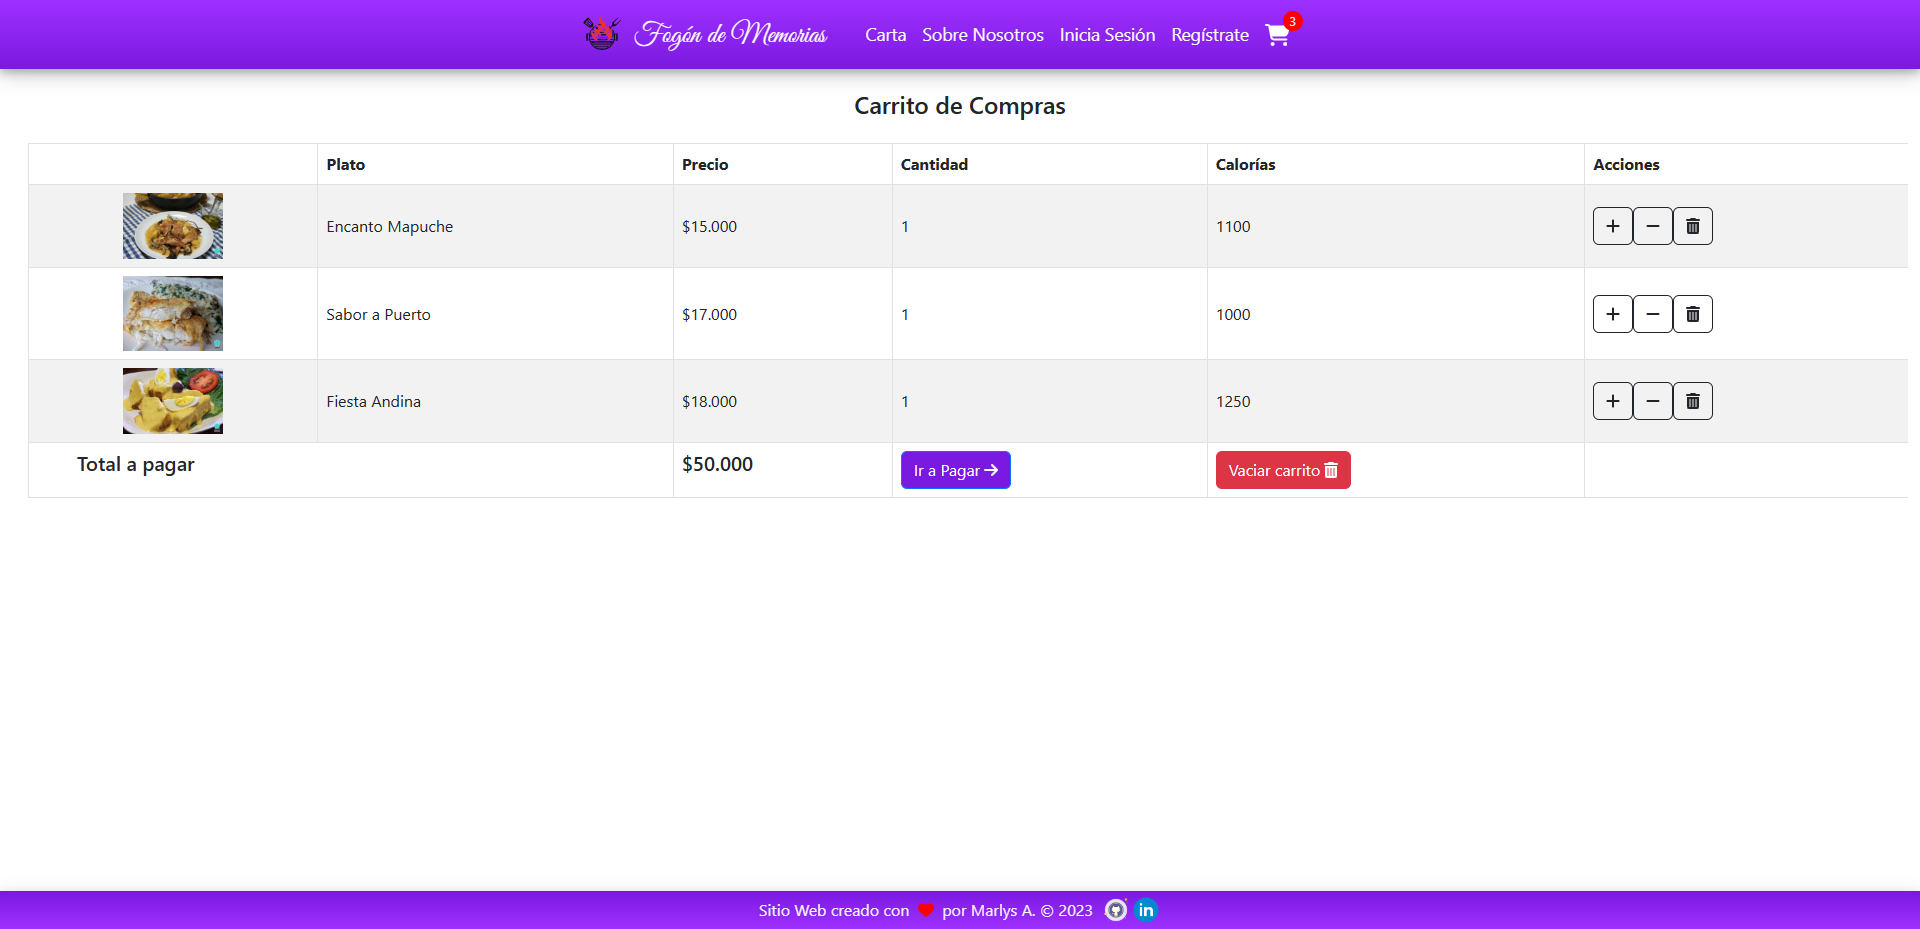 Fogón de Memorias Carta Sobre Nosotros Inicia Sesión Regístrate 3
Carrito de Compras
Plato Precio Cantidad Calorías Acciones
Encanto Mapuche $15.000 1 1100
Sabor a Puerto $17.000 1 1000
Fiesta Andina $18.000 1 1250
Total a pagar $50.000 Ir a Pagar Vaciar carrito
Sitio Web creado con por Marlys A. © 2023 in